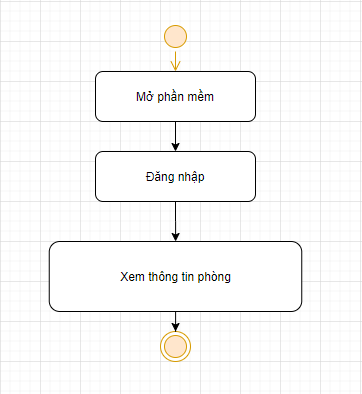 Mở phần mềm
Đăng nhập
Xem thông tin phòng